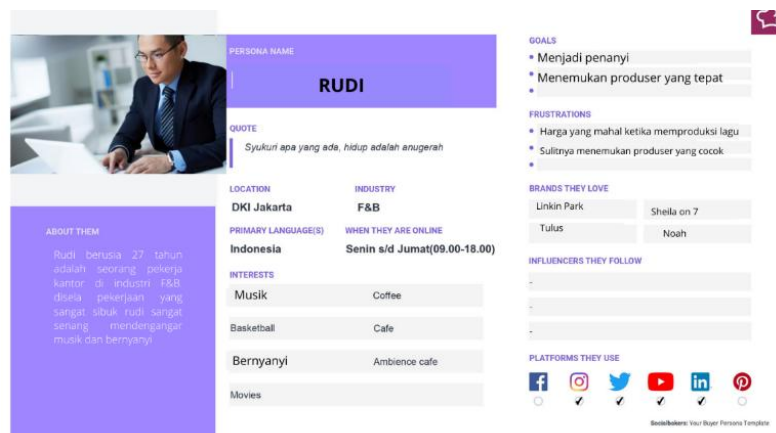 PERSONA NAME
RUDI
QUOTE
Syukuri apa yang ada, hidup adalah anugerah
LOCATION
INDUSTRY
DKI Jakarta
F&B
PRIMARY LANGUAGE(S)
WHEN THEY ARE ONLINE
Indonesia
Senin s/d Jumat(09.00-18.00)
INTERESTS
Musik
Coffee
Basketball
Cafe
Bernyanyi
Ambience cafe
Movies
ABOUT THEM
Rudi berusia 27 tahun
adalah seorang pekerja
kantor di industri F&B.
disela pekerjaan yang
sangat sibuk rudi sangat
senang mendengangar
musik dan bernyanyi
GOALS
Menjadi penanyi
Menemukan produser yang tepat
FRUSTRATIONS
Harga yang mahal ketika memproduksi lagu
Sulitnya menemukan produser yang cocok
BRANDS THEY LOVE
Linkin Park
Sheila on 7
Tulus
Noah
INFLUENCERS THEY FOLLOW
-
-
-
PLATFORMS THEY USE
Socialbakers: Your Buyer Persona Template